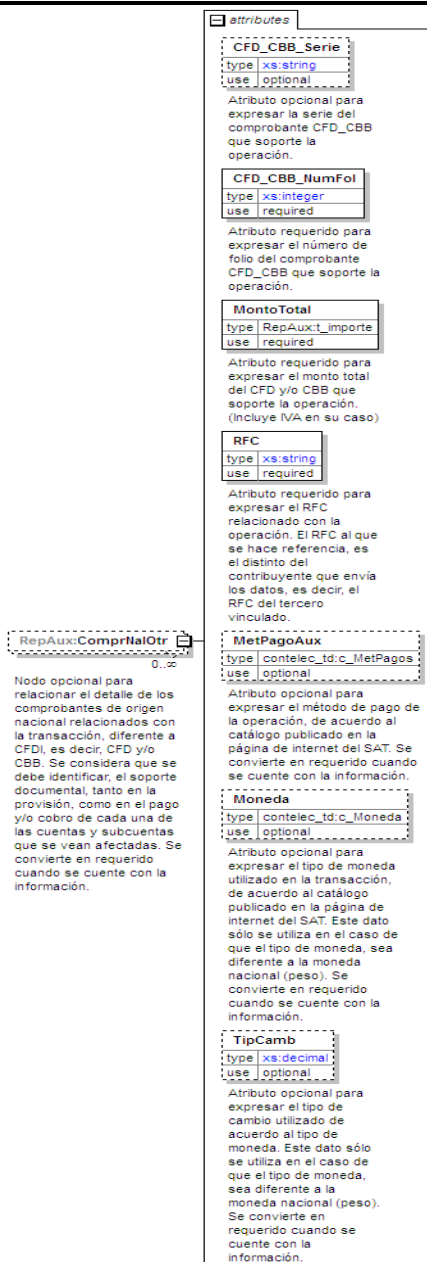 attributes
CFD_CBB_Serie
type xs:string
use optional
Atributo opcional para
expresar la serie del
comprobante CFD_CBB
que soporte la
operación.
CFD_CBB_NumFol
type xs:integer
use required
Atributo requerido para
expresar el número de
folio del comprobante
CFD_CBB que soporte la
operación.
MontoTotal
type RepAux:t_importe
use required
Atributo requerido para
expresar el monto total
del CFD y/o CBB que
soporte la operación.
(Incluye IVA en su caso)
RFC
type xs:string
use required
Atributo requerido para
expresar el RFC
relacionado con la
operación. El RFC al que
se hace referencia, es
el distinto del
contribuyente que envía
los datos, es decir, el
RFC del tercero
vinculado.
RepAux:ComprNalOtr
0..∞
Nodo opcional para
relacionar el detalle de los
comprobantes de origen
nacional relacionados con
la transacción, diferente a
CFDI, es decir, CFD y/o
CBB. Se considera que se
debe identificar, el soporte
documental, tanto en la
provisión, como en el pago
y/o cobro de cada una de
las cuentas y subcuentas
que se vean afectadas. Se
convierte en requerido
cuando se cuente con la
información.
MetPagoAux
type contelec_td:c_MetPagos
use optional
Atributo opcional para
expresar el método de pago de
la operación, de acuerdo al
catálogo publicado en la
página de internet del SAT. Se
convierte en requerido cuando
se cuente con la información.
Moneda
type contelec_td:c_Moneda
use optional
Atributo opcional para
expresar el tipo de moneda
utilizado en la transacción,
de acuerdo al catálogo
publicado en la página de
internet del SAT. Este dato
sólo se utiliza en el caso de
que el tipo de moneda, sea
diferente a la moneda
nacional (peso). Se
convierte en requerido
cuando se cuente con la
información.
TipCamb
type xs:decimal
use optional
Atributo opcional para
expresar el tipo de
cambio utilizado de
acuerdo al tipo de
moneda. Este dato sólo
se utiliza en el caso de
que el tipo de moneda,
sea diferente a la
moneda nacional (peso).
Se convierte en
requerido cuando se
cuente con la
información.